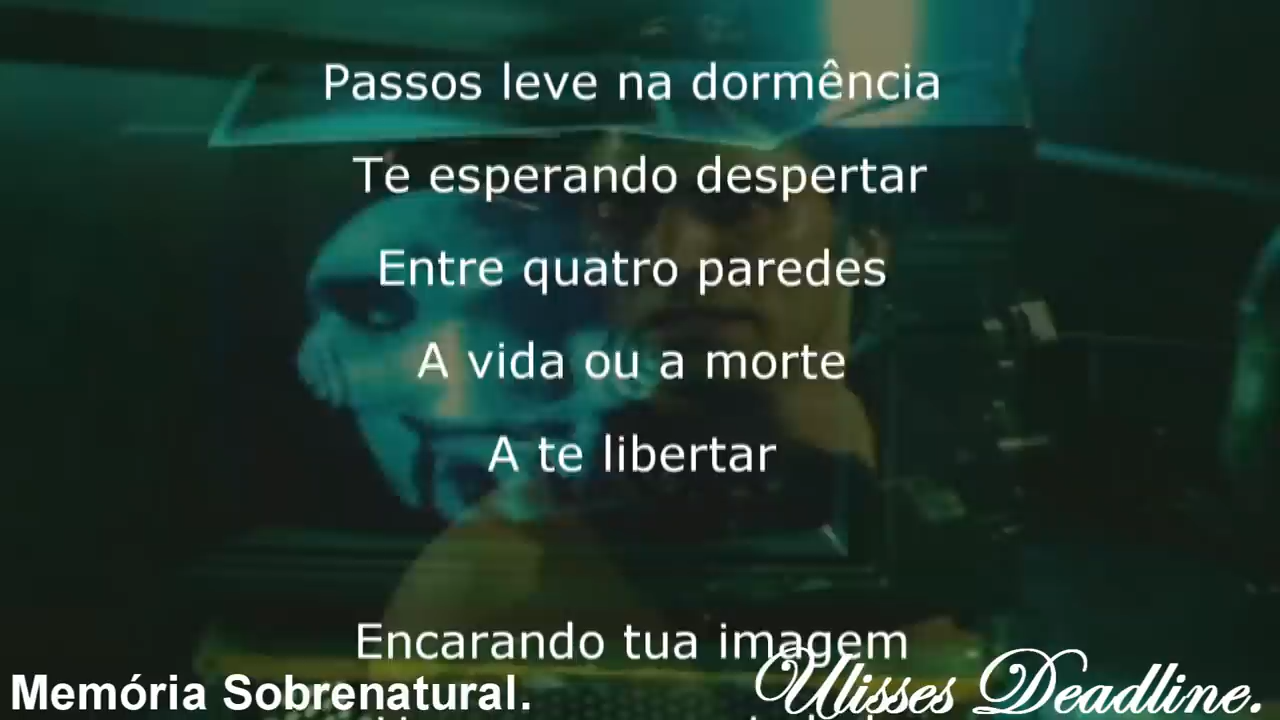 Passos leve na dormência
Te esperando despertar
Entre quatro paredes
A vida ou a morte
A te libertar
Encarando tua imagem
Memória Sobrenatural.
Ulisses Deadline.